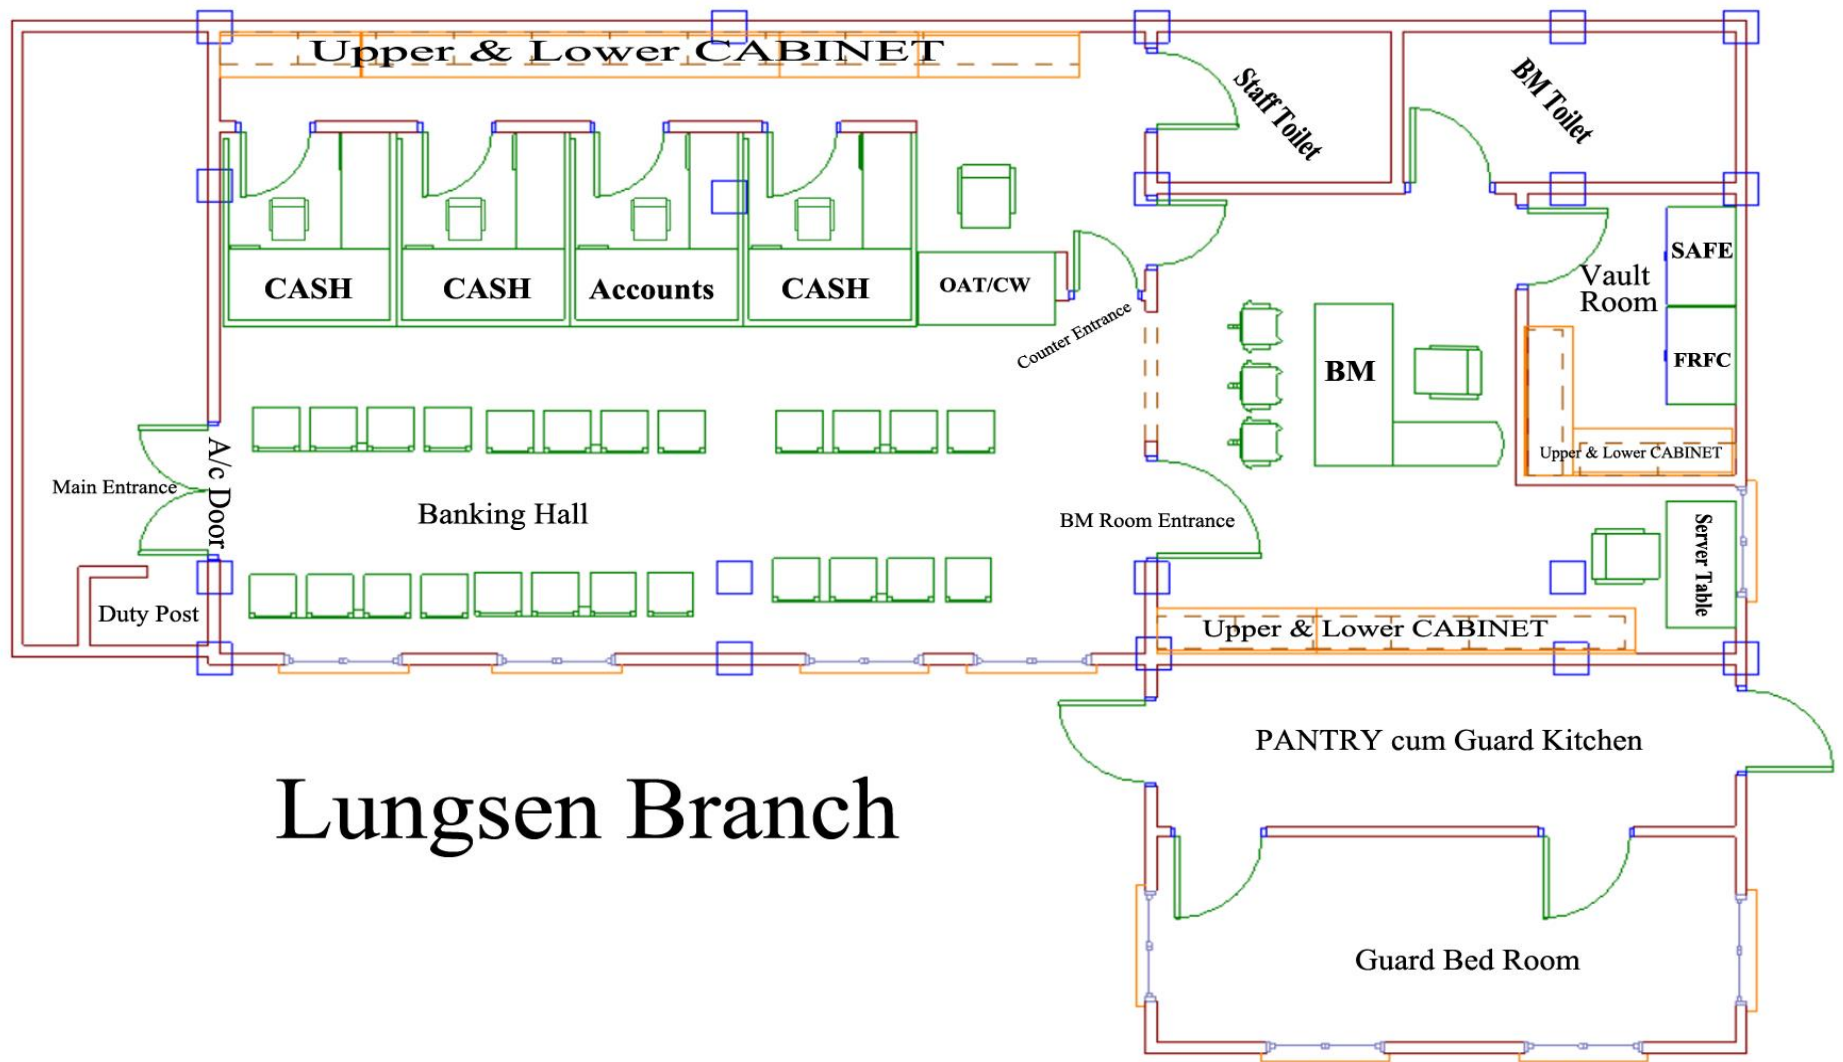 Upper & Lower CABINET
Staff Toilet
BM Toilet
CASH
CASH
Accounts
CASH
OAT/CW
Counter Entrance
BM
Vault
Room
SAFE
FRFC
Upper & Lower CABINET
Main Entrance
A/c Door
Banking Hall
BM Room Entrance
Server Table
Duty Post
Upper & Lower CABINET
PANTRY cum Guard Kitchen
Lungsen Branch
Guard Bed Room